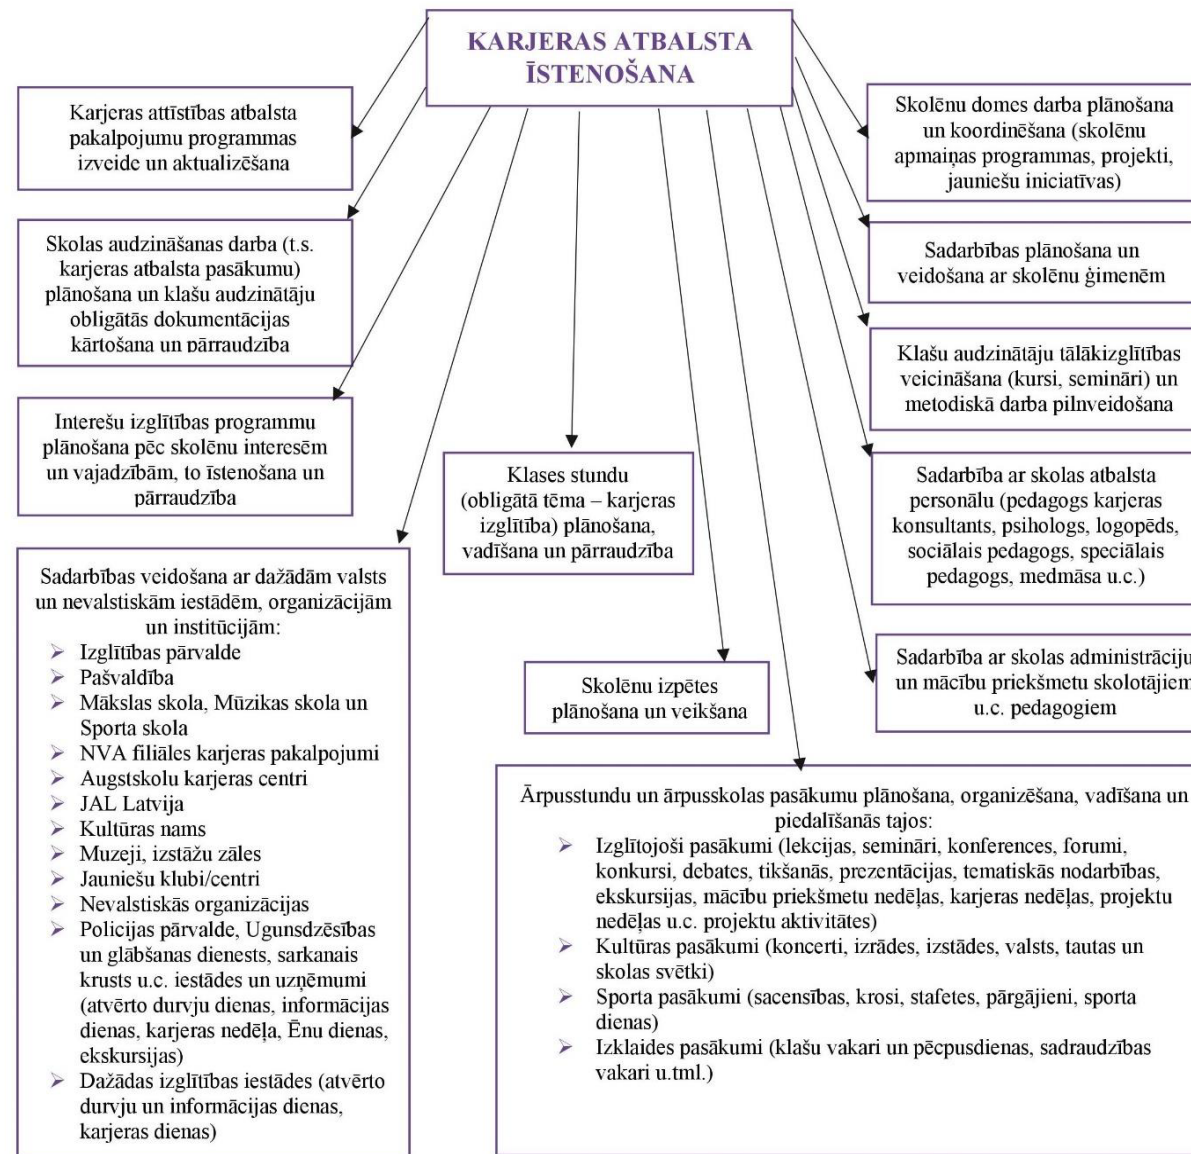 KARJERAS ATBALSTA
ĪSTENOŠANA
Karjeras attīstības atbalsta
pakalpojumu programmas
izveide un aktualizēšana
Skolas audzināšanas darba (t.s.
karjeras atbalsta pasākumu)
plānošana un klašu audzinātāju
obligātās dokumentācijas
kārtošana un pārraudzība
Interešu izglītības programmu
plānošana pēc skolēnu interesēm
un vajadzībām, to īstenošana un
pārraudzība
Sadarbības veidošana ar dažādām valsts
un nevalstiskām iestādēm, organizācijām
un institūcijām:
➢ Izglītības pārvalde
➢ Pašvaldība
➢ Mākslas skola, Mūzikas skola un
Sporta skola
➢ NVA filiāles karjeras pakalpojumi
➢ Augstskolu karjeras centri
➢ JAL Latvija
➢ Kultūras nams
➢ Muzeji, izstāžu zāles
➢ Jauniešu klubi/centri
➢ Nevalstiskās organizācijas
➢ Policijas pārvalde, Ugunsdzēsības
un glābšanas dienests, sarkanais
krusts u.c. iestādes un uzņēmumi
(atvērto durvju dienas, informācijas
dienas, karjeras nedēļa, Ēnu dienas,
ekskursijas)
➢ Dažādas izglītības iestādes (atvērto
durvju un informācijas dienas,
karjeras dienas)
Klases stundu
(obligātā tēma – karjeras
izglītība) plānošana,
vadīšana un pārraudzība
Skolēnu izpētes
plānošana un veikšana
Skolēnu domes darba plānošana
un koordinēšana (skolēnu
apmaiņas programmas, projekti,
jauniešu iniciatīvas)
Sadarbības plānošana un
veidošana ar skolēnu ģimenēm
Klašu audzinātāju tālākizglītības
veicināšana (kursi, semināri) un
metodiskā darba pilnveidošana
Sadarbība ar skolas atbalsta
personālu (pedagogs karjeras
konsultants, psihologs, logopēds,
sociālais pedagogs, speciālais
pedagogs, medmāsa u.c.)
Sadarbība ar skolas administrāciju
un mācību priekšmetu skolotājiem
u.c. pedagogiem
Ārpusstundu un ārpusskolas pasākumu plānošana, organizēšana, vadīšana un
piedalīšanās tajos:
➢ Izglītojoši pasākumi (lekcijas, semināri, konferences, forumi,
konkursi, debates, tikšanās, prezentācijas, tematiskās nodarbības,
ekskursijas, mācību priekšmetu nedēļas, karjeras nedēļas, projektu
nedēļas u.c. projektu aktivitātes)
➢ Kultūras pasākumi (koncerti, izrādes, izstādes, valsts, tautas un
skolas svētki)
➢ Sporta pasākumi (sacensības, krosi, stafetes, pārgājieni, sporta
dienas)
➢ Izklaides pasākumi (klašu vakari un pēcpusdienas, sadraudzības
vakari u.tml.)